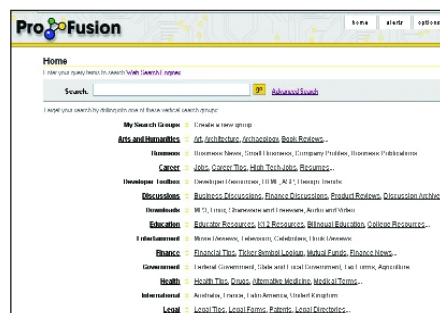 ProFusion
home alerts options
Home
Enter your query terms to search Web Search Engines
Search: go Advanced Search
Target your search by drilling into one of these vertical search groups:
My Search Groups :: Create a new group
Arts and Humanities :: Art, Architecture, Archaeology, Book Reviews...
Business :: Business News, Small Business, Company Profiles, Business Publications
Career :: Jobs, Career Tips, High Tech Jobs, Resumes...
Developer Toolbox :: Developer Resources, HTML, ASP, Design Trends
Discussions :: Business Discussions, Finance Discussions, Product Reviews, Discussion Archive
Downloads :: MP3, Linux, Shareware and Freeware, Audio and Video
Education :: Educator Resources, K12 Resources, Bilingual Education, College Resources...
Entertainment :: Movie Reviews, Television, Celebrities, Book Reviews
Finance :: Financial Tips, Ticker Symbol Lookup, Mutual Funds, Finance News...
Government :: Federal Government, State and Local Government, Tax Forms, Agriculture
Health :: Health Tips, Drugs, Alternative Medicine, Medical Terms...
International :: Australia, France, Latin America, United Kingdom
Legal :: Legal Tips, Legal Forms, Patents, Legal Directories...